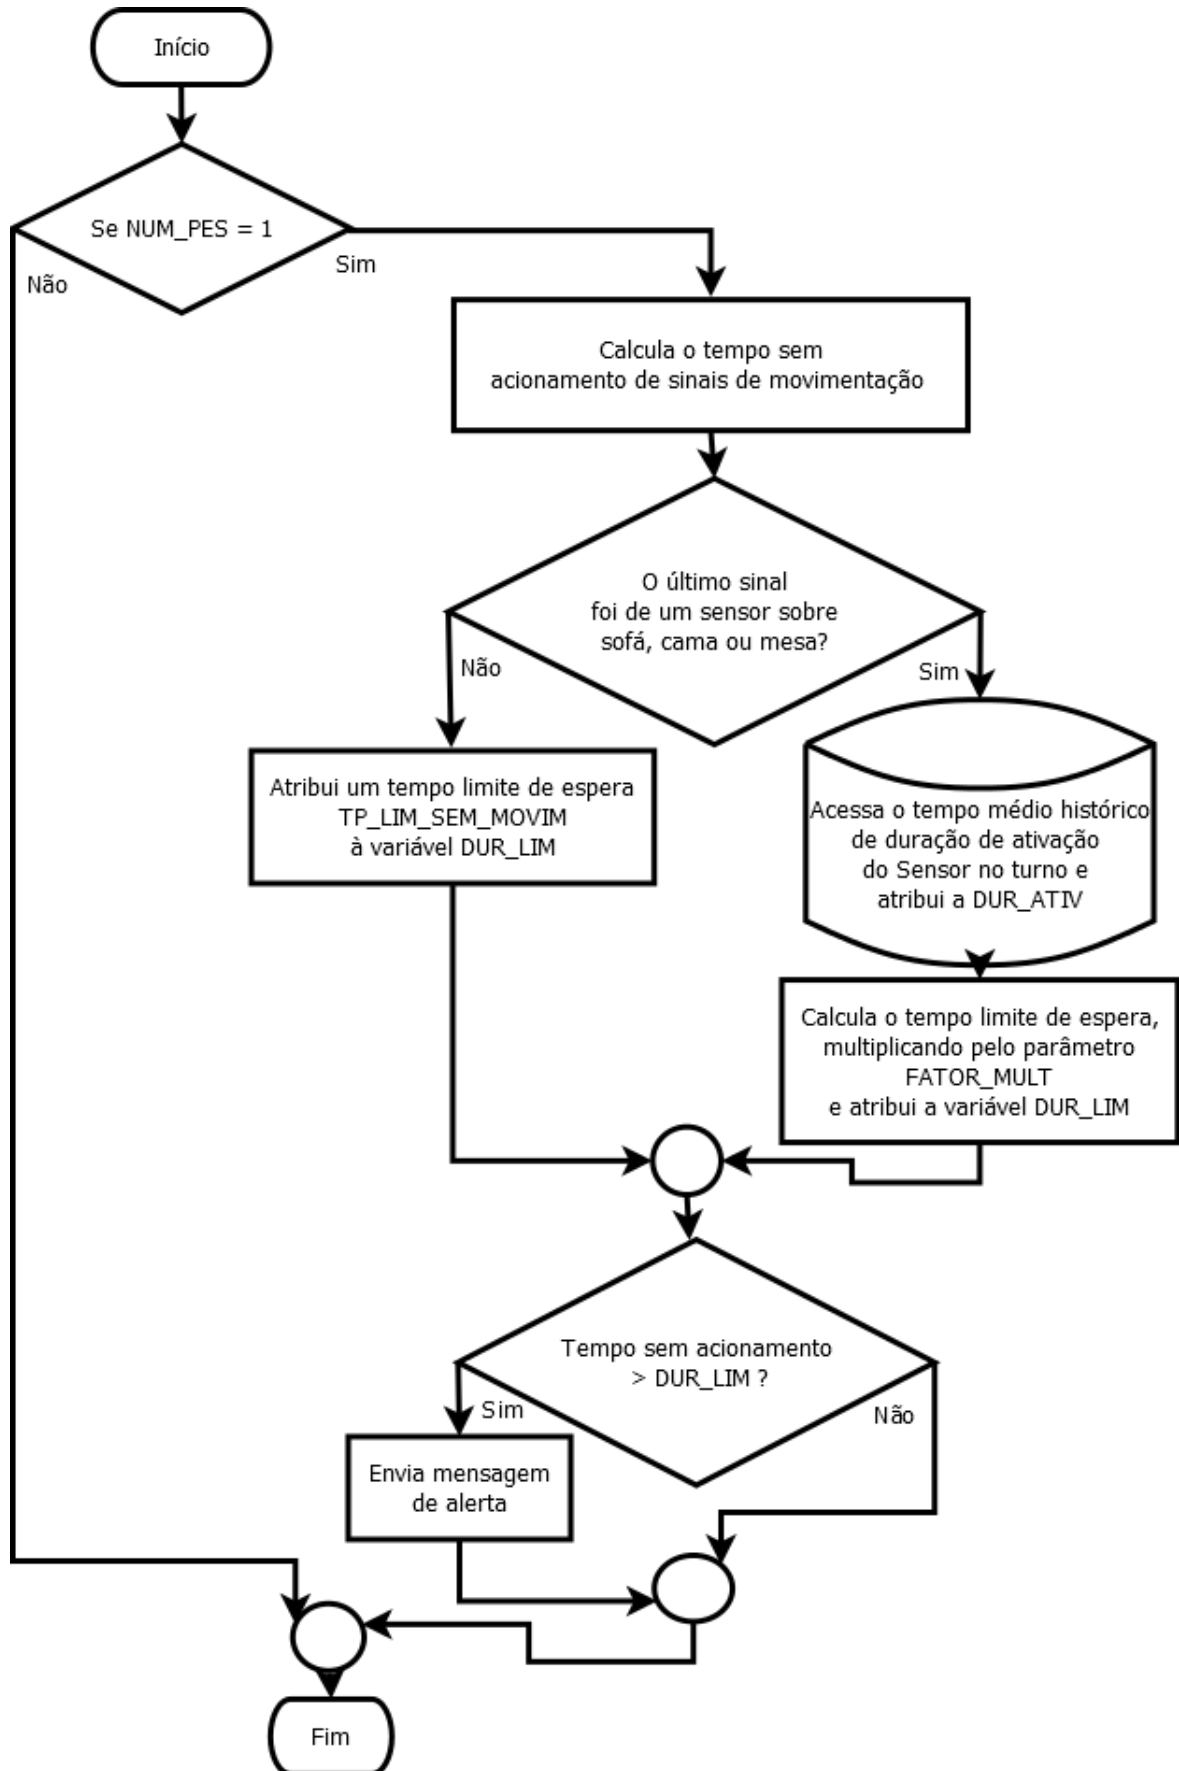 Início
Se NUM_PES = 1
Não
Sim
Calcula o tempo sem
acionamento de sinais de movimentação
O último sinal
foi de um sensor sobre
sofá, cama ou mesa?
Não
Sim
Atribui um tempo limite de espera
TP_LIM_SEM_MOVIM
à variável DUR_LIM
Acessa o tempo médio histórico
de duração de ativação
do Sensor no turno e
atribui a DUR_ATIV
Calcula o tempo limite de espera,
multiplicando pelo parâmetro
FATOR_MULT
e atribui a variável DUR_LIM
Tempo sem acionamento
> DUR_LIM ?
Sim
Não
Envia mensagem
de alerta
Fim